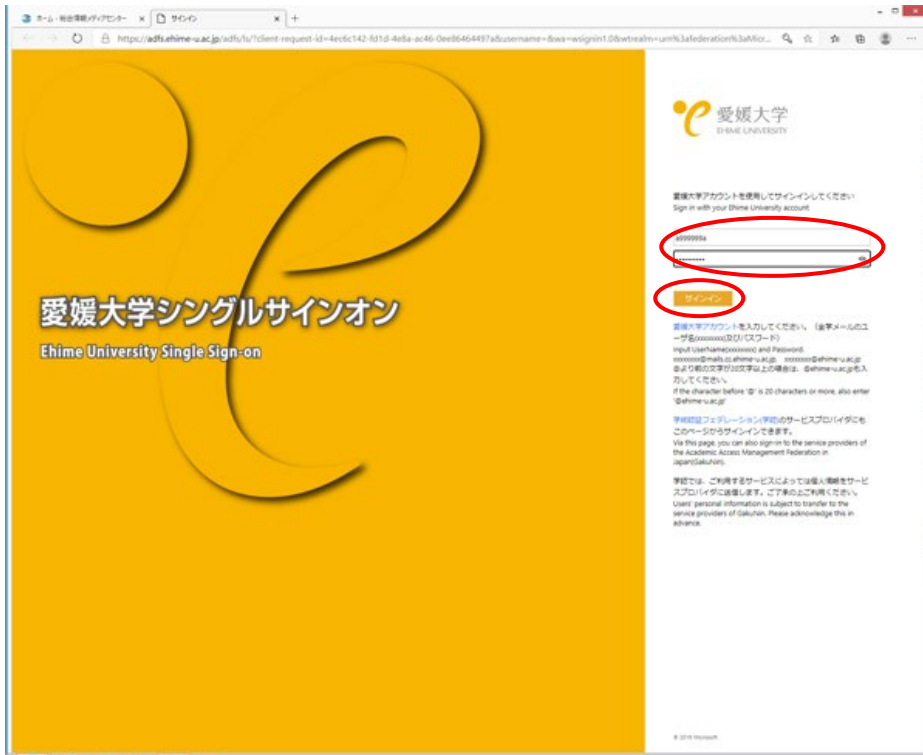 ホーム - 総合情報メディアセンター
サインイン
https://adfs.ehime-u.ac.jp/adfs/ls/?client-request-id=4ec6c142-fd1d-4e8a-ac46-0ee86464497a&username=&wa=wsignin1.0&wtrealm=urn%3afederation%3aMicr...
愛媛大学
EHIME UNIVERSITY
愛媛大学アカウントを使用してサインインしてください
Sign in with your Ehime University account
a999999a
サインイン
愛媛大学シングルサインオン
Ehime University Single Sign-on
愛媛大学アカウントを入力してください。（全学メールのユ
ーザ名(xxxxxxxx)及びパスワード）
Input UserName(xxxxxxxx) and Password.
xxxxxxxx@mails.cc.ehime-u.ac.jp, xxxxxxxx@ehime-u.ac.jp
@より前の文字が20文字以上の場合は、@ehime-u.ac.jpも入
力してください。
If the character before '@' is 20 characters or more, also enter
'@ehime-u.ac.jp'
学術認証フェデレーション(学認)のサービスプロバイダにも
このページからサインインできます。
Via this page, you can also sign-in to the service providers of
the Academic Access Management Federation in
Japan(GakuNin).
学認では、ご利用するサービスによっては個人情報をサービ
スプロバイダに送信します。ご了承の上ご利用ください。
Users' personal information is subject to transfer to the
service providers of GakuNin. Please acknowledge this in
advance.
© 2016 Microsoft